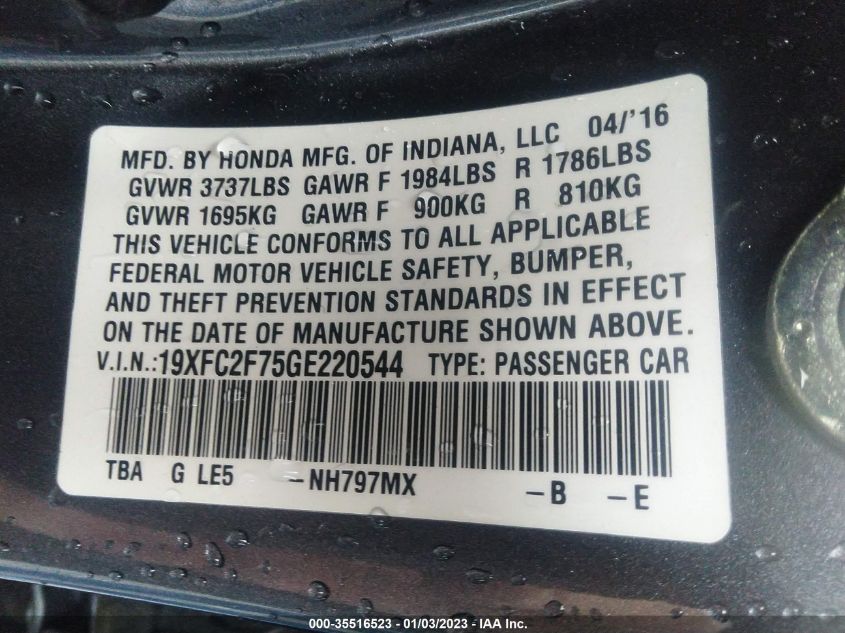 MFD. BY HONDA MFG. OF INDIANA, LLC 04/'16
GVWR 3737LBS GAWR F 1984LBS R 1786LBS
GVWR 1695KG GAWR F 900KG R 810KG
THIS VEHICLE CONFORMS TO ALL APPLICABLE
FEDERAL MOTOR VEHICLE SAFETY, BUMPER,
AND THEFT PREVENTION STANDARDS IN EFFECT
ON THE DATE OF MANUFACTURE SHOWN ABOVE.
V.I.N.:19XFC2F75GE220544 TYPE: PASSENGER CAR
TBA G LE5 –NH797MX –B –E
000-35516523 - 01/03/2023 - © IAA Inc.